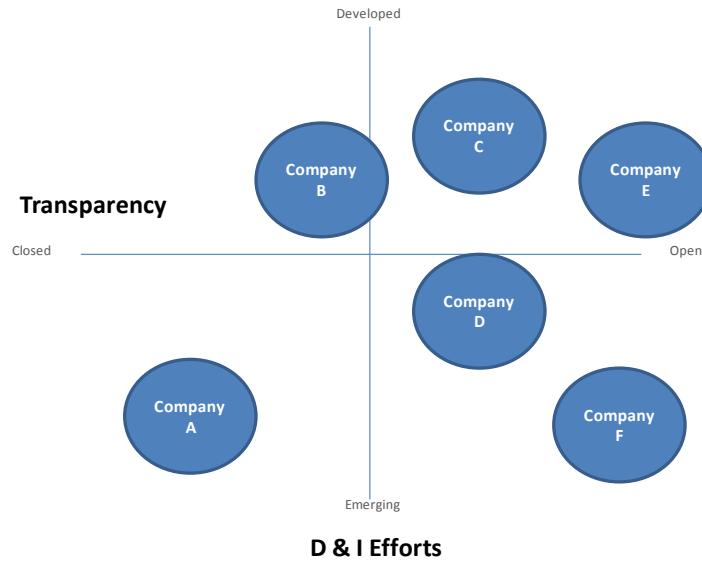 Developed
Company
C
Company
B
Company
E
Transparency
Closed
Open
Company
D
Company
A
Company
F
Emerging
D & I Efforts